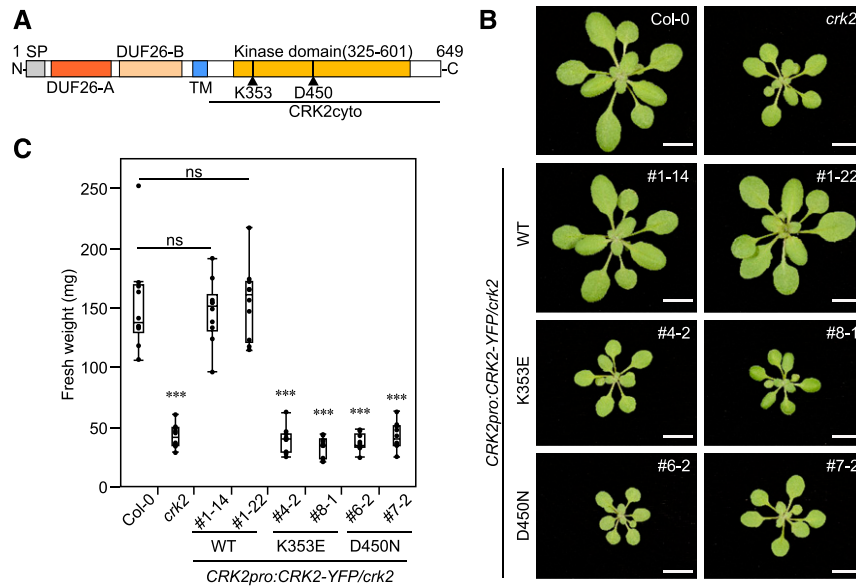 A
1 SP DUF26-B Kinase domain(325-601) 649
N- -C
DUF26-A TM K353 D450
CRK2cyto
B
Col-0 crk2
#1-14 #1-22
WT
#4-2 #8-1
K353E
#6-2 #7-2
D450N
CRK2pro:CRK2-YFP/crk2
C
ns
ns
Fresh weight (mg)
250
200
150
100
50
0
*** *** *** *** ***
Col-0 crk2 #1-14 #1-22 #4-2 #8-1 #6-2 #7-2
WT K353E D450N
CRK2pro:CRK2-YFP/crk2